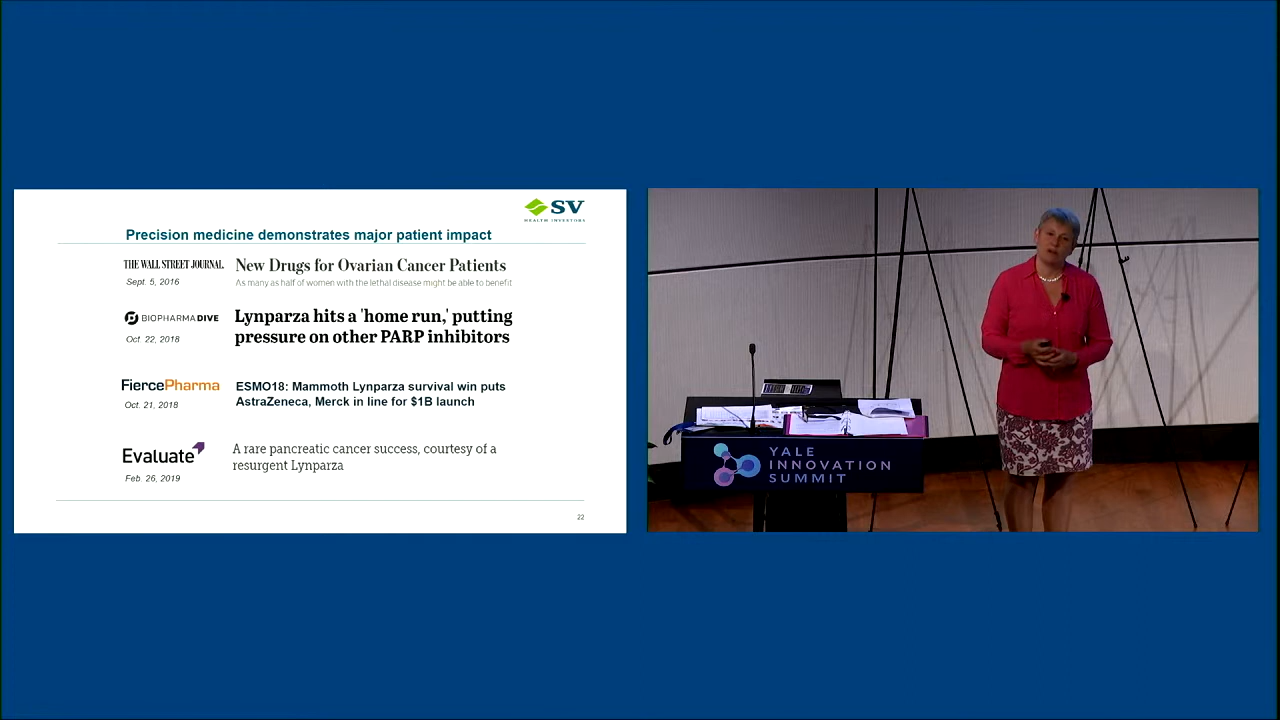 SV
HEALTH INVESTORS
Precision medicine demonstrates major patient impact
THE WALL STREET JOURNAL.
Sept. 5, 2016
New Drugs for Ovarian Cancer Patients
As many as half of women with the lethal disease might be able to benefit
BIOPHARMADIVE
Oct. 22, 2018
Lynparza hits a 'home run,' putting
pressure on other PARP inhibitors
FiercePharma
Oct. 21, 2018
ESMO18: Mammoth Lynparza survival win puts
AstraZeneca, Merck in line for $1B launch
Evaluate
Feb. 26, 2019
A rare pancreatic cancer success, courtesy of a
resurgent Lynparza
22
YALE
INNOVATION
SUMMIT